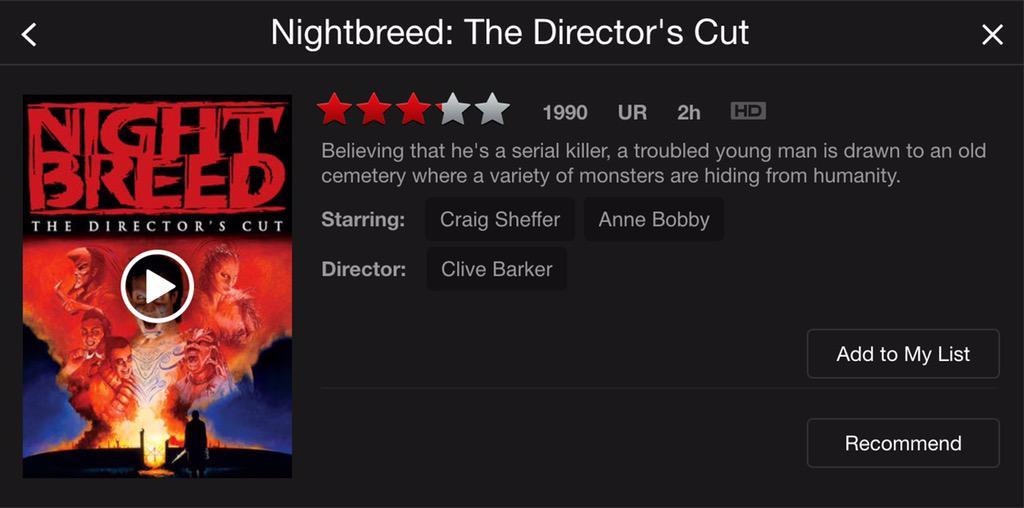 Nightbreed: The Director's Cut
NIGHT
BREED
THE DIRECTOR'S CUT
1990 UR 2h HD
Believing that he's a serial killer, a troubled young man is drawn to an old
cemetery where a variety of monsters are hiding from humanity.
Starring: Craig Sheffer Anne Bobby
Director: Clive Barker
Add to My List
Recommend